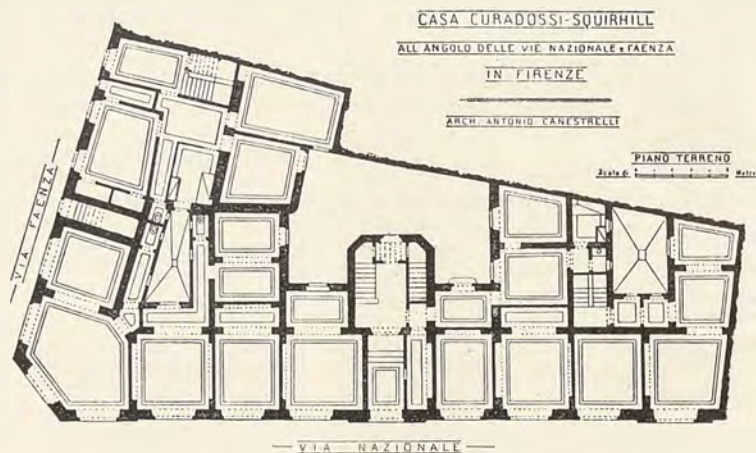 CASA CURADOSSI-SQUIRHILL
ALL'ANGOLO DELLE VIE NAZIONALE e FAENZA
IN FIRENZE
ARCH. ANTONIO CANESTRELLI
PIANO TERRENO
Scala di Metri
VIA FAENZA
VIA NAZIONALE